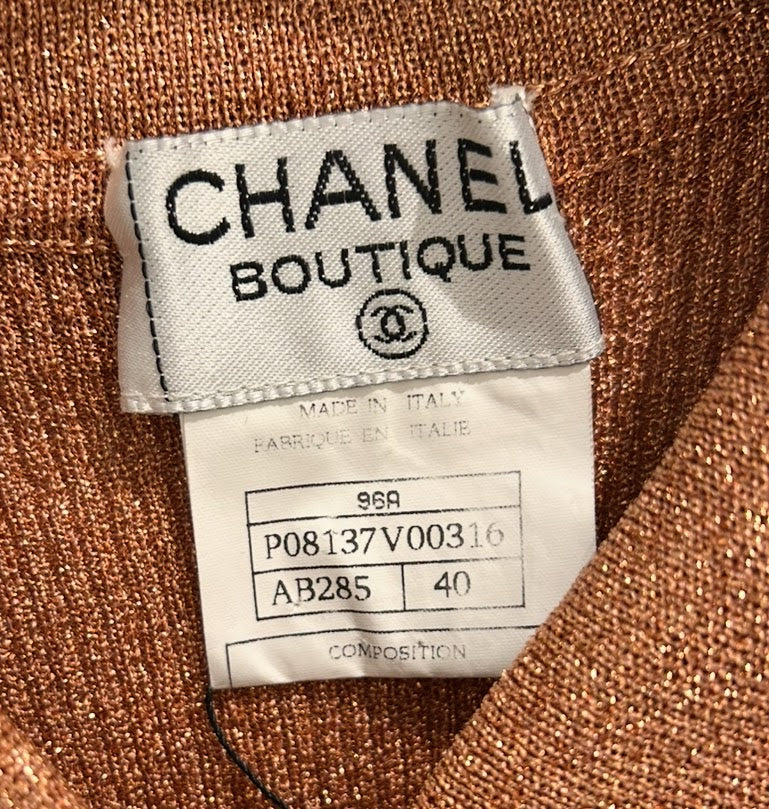 CHANEL
BOUTIQUE
MADE IN ITALY
FABRIQUE EN ITALIE
96A
P08137V00316
AB285 40
COMPOSITION